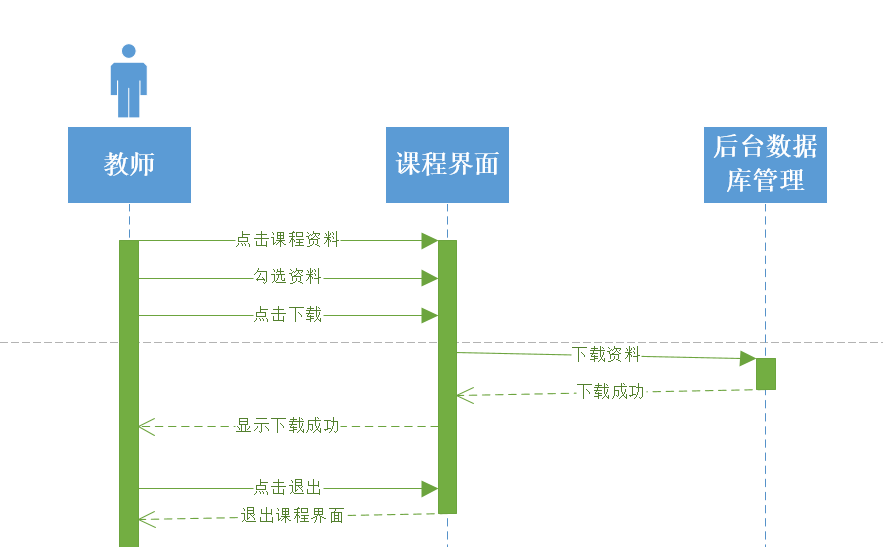 教师
课程界面
后台数据
库管理
点击课程资料
勾选资料
点击下载
下载资料
下载成功
显示下载成功
点击退出
退出课程界面